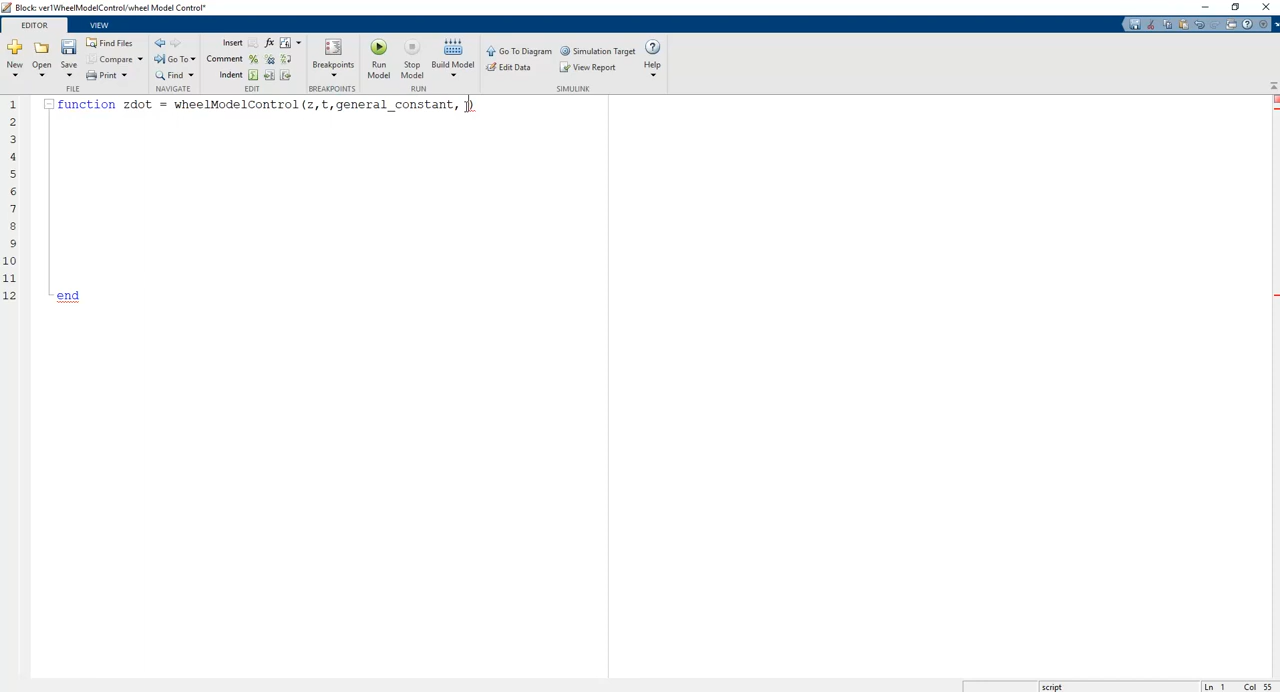 Block: ver1WheelModelControl/wheel Model Control*
EDITOR VIEW
Find Files Insert fx
New Open Save Compare Go To Comment Breakpoints Run Model Stop Model Build Model Go To Diagram Simulation Target Help
Print Find Indent Edit Data View Report
FILE NAVIGATE EDIT BREAKPOINTS RUN SIMULINK
1 function zdot = wheelModelControl(z,t,general_constant, )
2
3
4
5
6
7
8
9
10
11
12 end
script Ln 1 Col 55